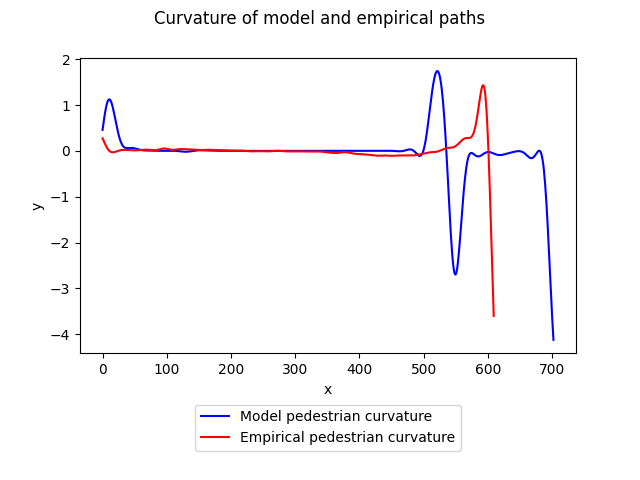 Curvature of model and empirical paths
2
1
0
−1
−2
−3
−4
y
0 100 200 300 400 500 600 700
x
Model pedestrian curvature
Empirical pedestrian curvature